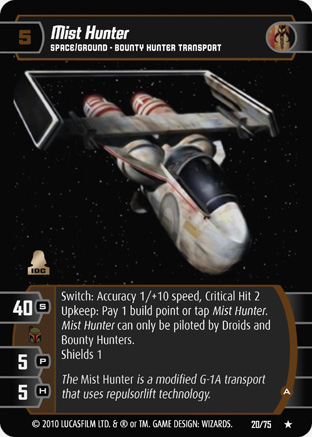 5
Mist Hunter
SPACE/GROUND - BOUNTY HUNTER TRANSPORT
IDC
40 S
5 P
5 H
Switch: Accuracy 1/+10 speed, Critical Hit 2
Upkeep: Pay 1 build point or tap Mist Hunter.
Mist Hunter can only be piloted by Droids and
Bounty Hunters.
Shields 1
The Mist Hunter is a modified G-1A transport
that uses repulsorlift technology.
A
© 2010 LUCASFILM LTD. & ® or TM. GAME DESIGN: WIZARDS. 20/75 ★